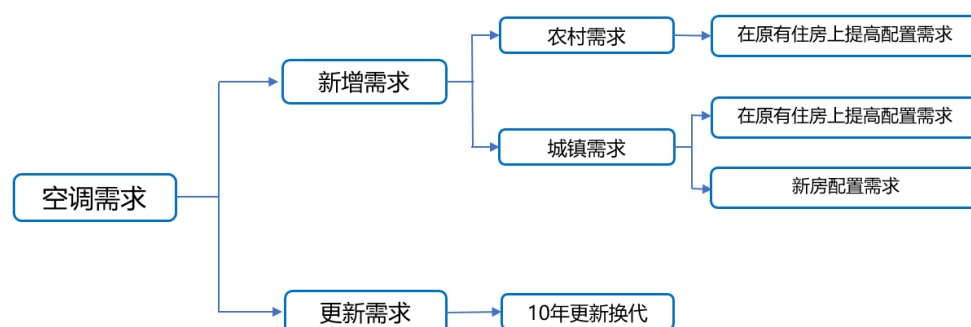 空调需求
新增需求
农村需求
在原有住房上提高配置需求
城镇需求
在原有住房上提高配置需求
新房配置需求
更新需求
10年更新换代